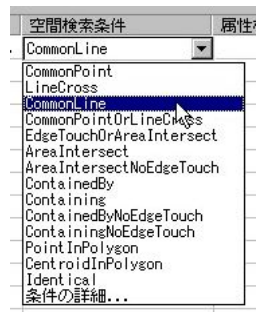 空間検索条件 属性
CommonLine
CommonPoint
LineCross
CommonLine
CommonPointOrLineCross
EdgeTouchOrAreaIntersect
AreaIntersect
AreaIntersectNoEdgeTouch
ContainedBy
Containing
ContainedByNoEdgeTouch
ContainingNoEdgeTouch
PointInPolygon
CentroidInPolygon
Identical
条件の詳細...